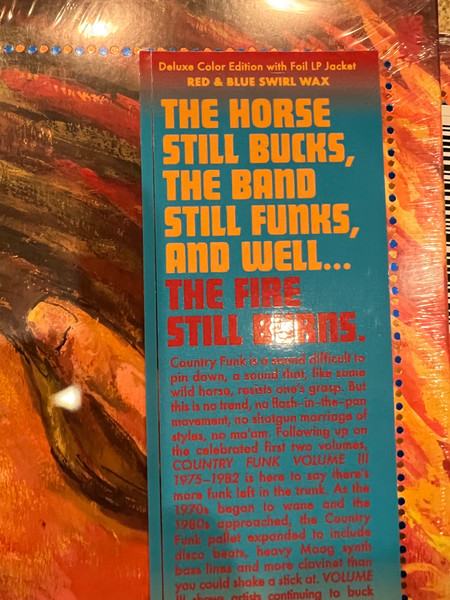 Deluxe Color Edition with Foil LP Jacket
RED & BLUE SWIRL WAX
THE HORSE
STILL BUCKS,
THE BAND
STILL FUNKS,
AND WELL...
THE FIRE
STILL BURNS.
Country Funk is a sound difficult to
pin down, a sound that, like some
wild horse, resists one's grasp. But
this is no trend, no flash-in-the-pan
movement, no shotgun marriage of
styles, no ma'am. Following up on
the celebrated first two volumes,
COUNTRY FUNK VOLUME III
1975–1982 is here to say there's
more funk left in the trunk. As the
1970s began to wane and the
1980s approached, the Country
Funk pallet expanded to include
disco beats, heavy Moog synth
bass lines and more clavinet than
you could shake a stick at. VOLUME
III shows artists continuing to buck